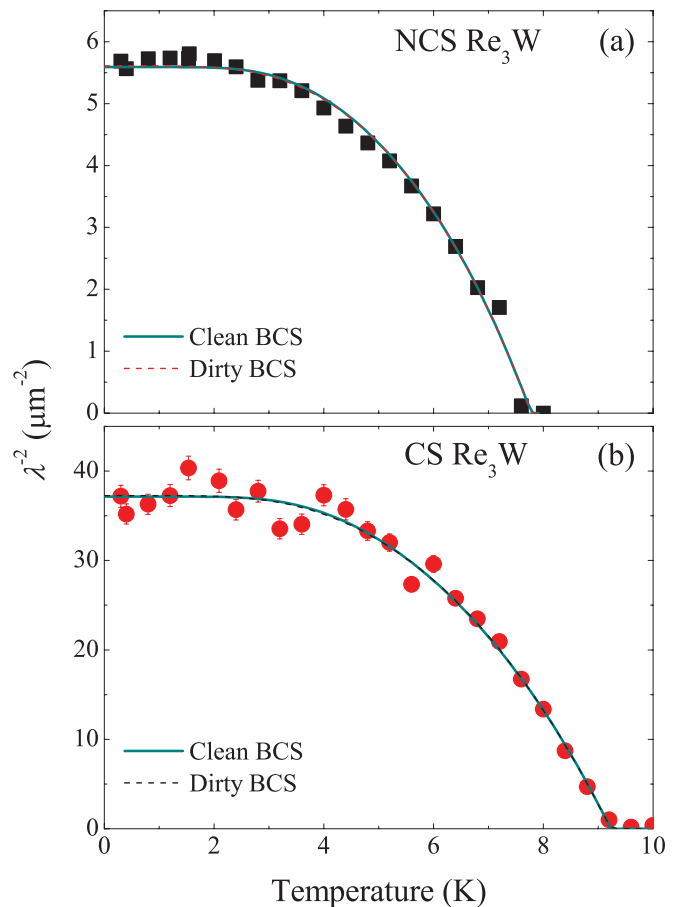 NCS Re₃W (a)
6
5
4
3
2
1
0
Clean BCS
Dirty BCS
λ⁻² (μm⁻²)
CS Re₃W (b)
40
30
20
10
0
Clean BCS
Dirty BCS
0 2 4 6 8 10
Temperature (K)